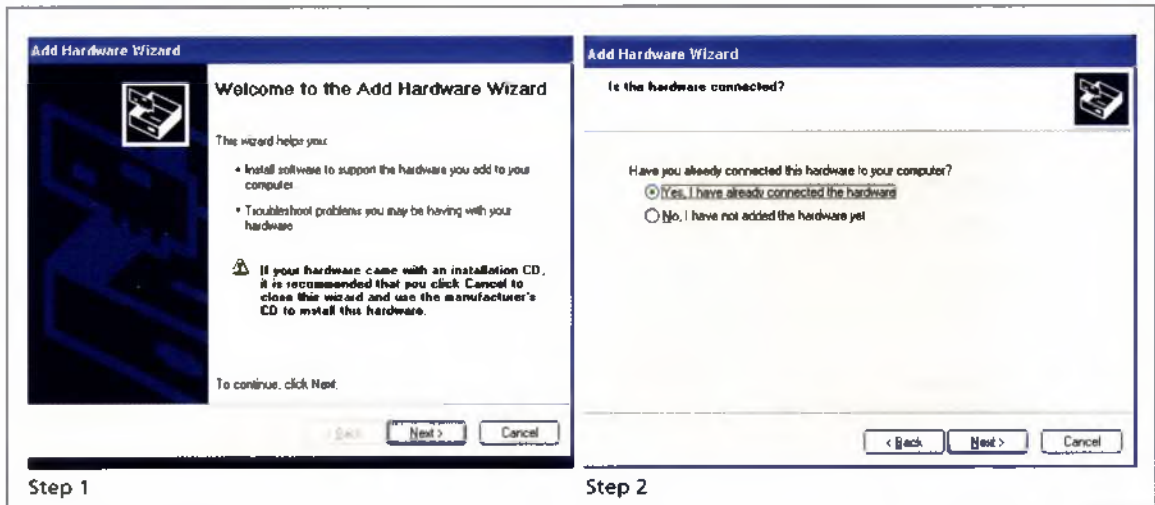 Add Hardware Wizard
Welcome to the Add Hardware Wizard
This wizard helps you:
• Install software to support the hardware you add to your
computer
• Troubleshoot problems you may be having with your
hardware
If your hardware came with an installation CD,
it is recommended that you click Cancel to
close this wizard and use the manufacturer's
CD to install this hardware.
To continue, click Next.
< Back Next > Cancel
Step 1
Add Hardware Wizard
Is the hardware connected?
Have you already connected this hardware to your computer?
Yes, I have already connected the hardware
No, I have not added the hardware yet
< Back Next > Cancel
Step 2